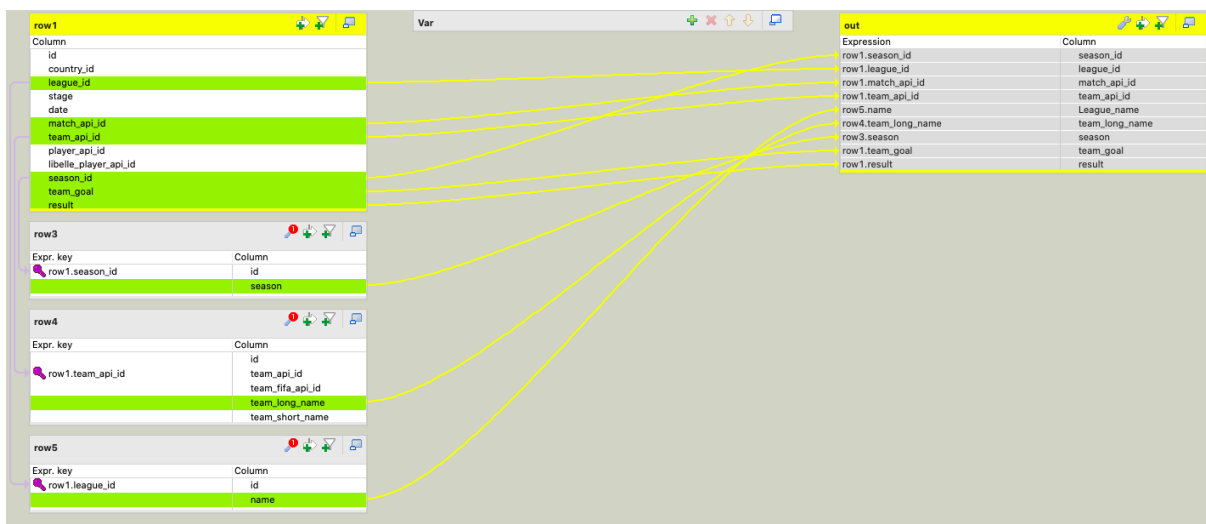 row1
Column
id
country_id
league_id
stage
date
match_api_id
team_api_id
player_api_id
libelle_player_api_id
season_id
team_goal
result
row3
1
Expr. key Column
row1.season_id id
season
row4
1
Expr. key Column
id
row1.team_api_id team_api_id
team_fifa_api_id
team_long_name
team_short_name
row5
1
Expr. key Column
row1.league_id id
name
Var
out
Expression Column
row1.season_id season_id
row1.league_id league_id
row1.match_api_id match_api_id
row1.team_api_id team_api_id
row5.name League_name
row4.team_long_name team_long_name
row3.season season
row1.team_goal team_goal
row1.result result